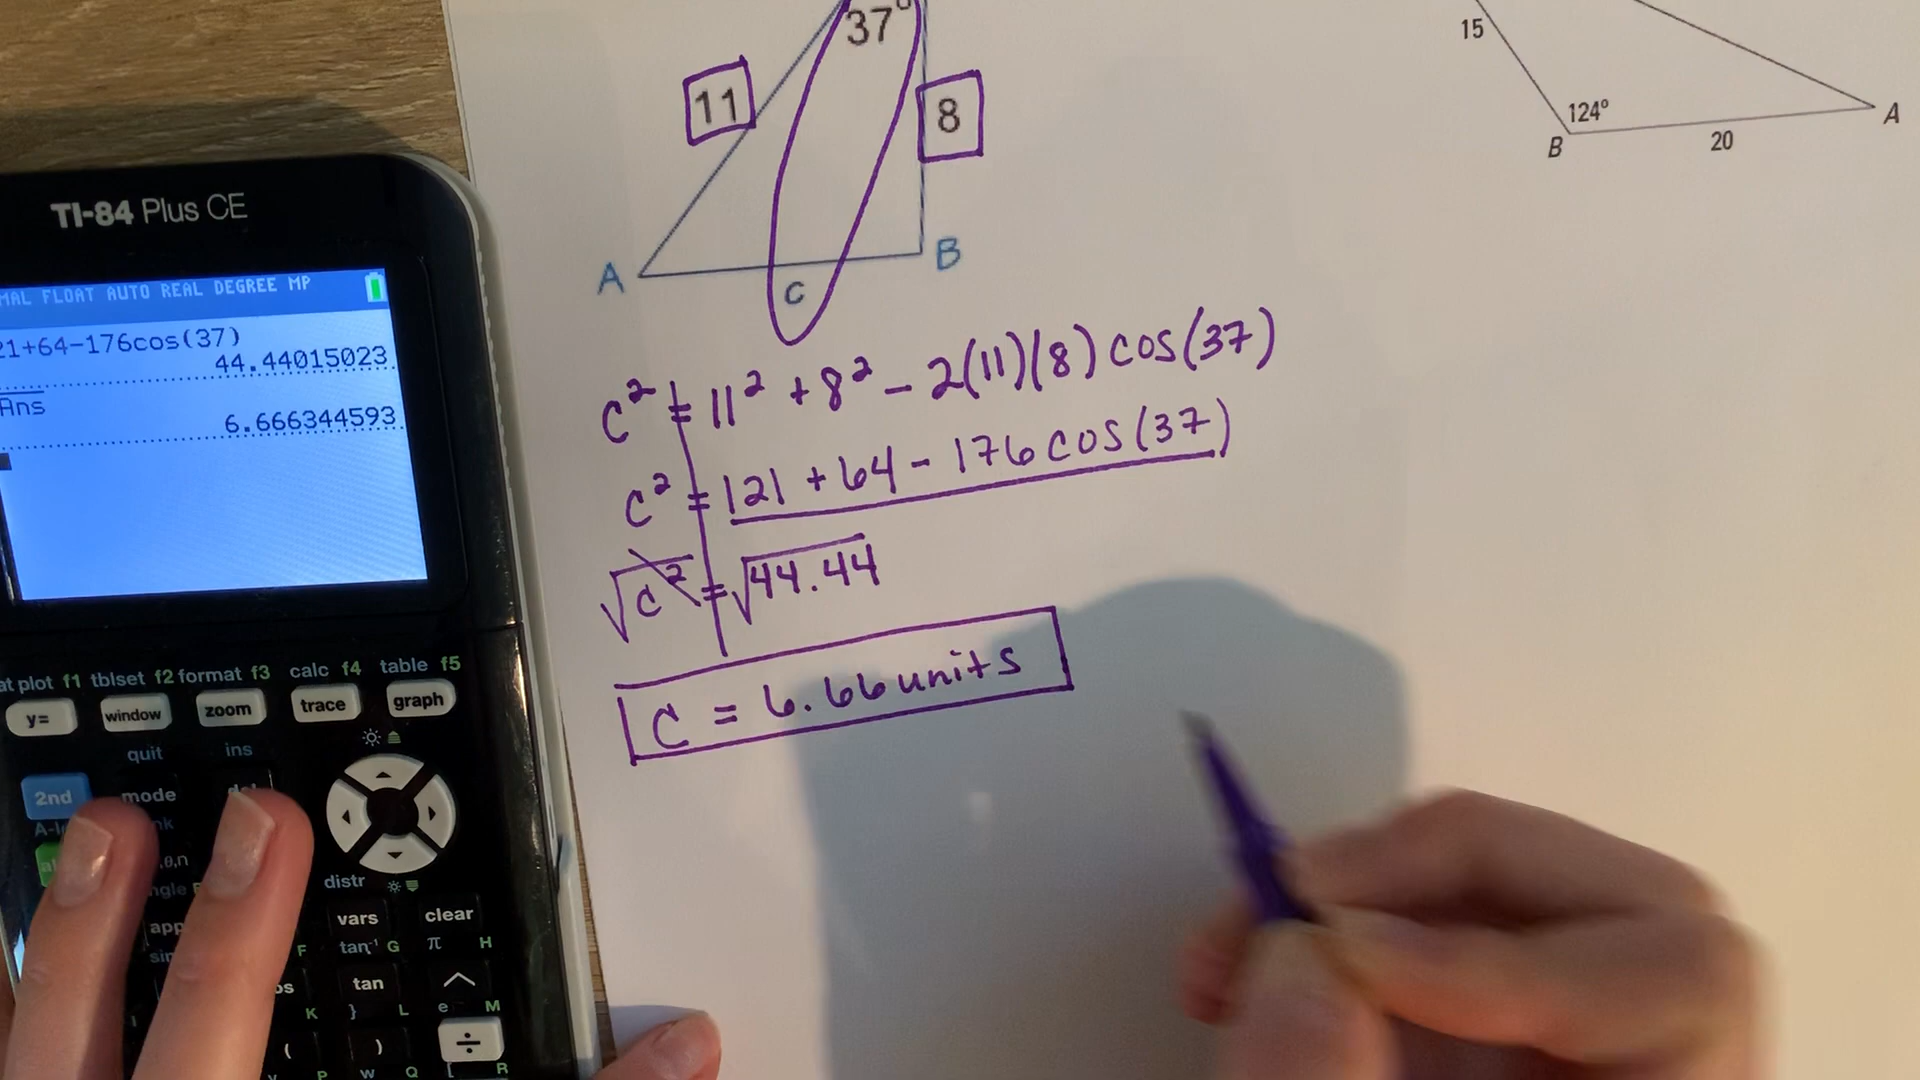 37°
11
8
A
B
c
15
124°
B
20
A
c² = 11² + 8² - 2(11)(8) cos(37)
c² = 121 + 64 - 176 cos(37)
√c² = √44.44
C = 6.66 units
TI-84 Plus CE
MAL FLOAT AUTO REAL DEGREE MP
21+64-176cos(37)
44.44015023
Ans
6.666344593
at plot f1 tblset f2 format f3 calc f4 table f5
y= window zoom trace graph
quit ins
2nd mode
distr
vars clear
F tan⁻¹ G π H
tan ^
K } L e M
( ) ÷
P w Q [ R